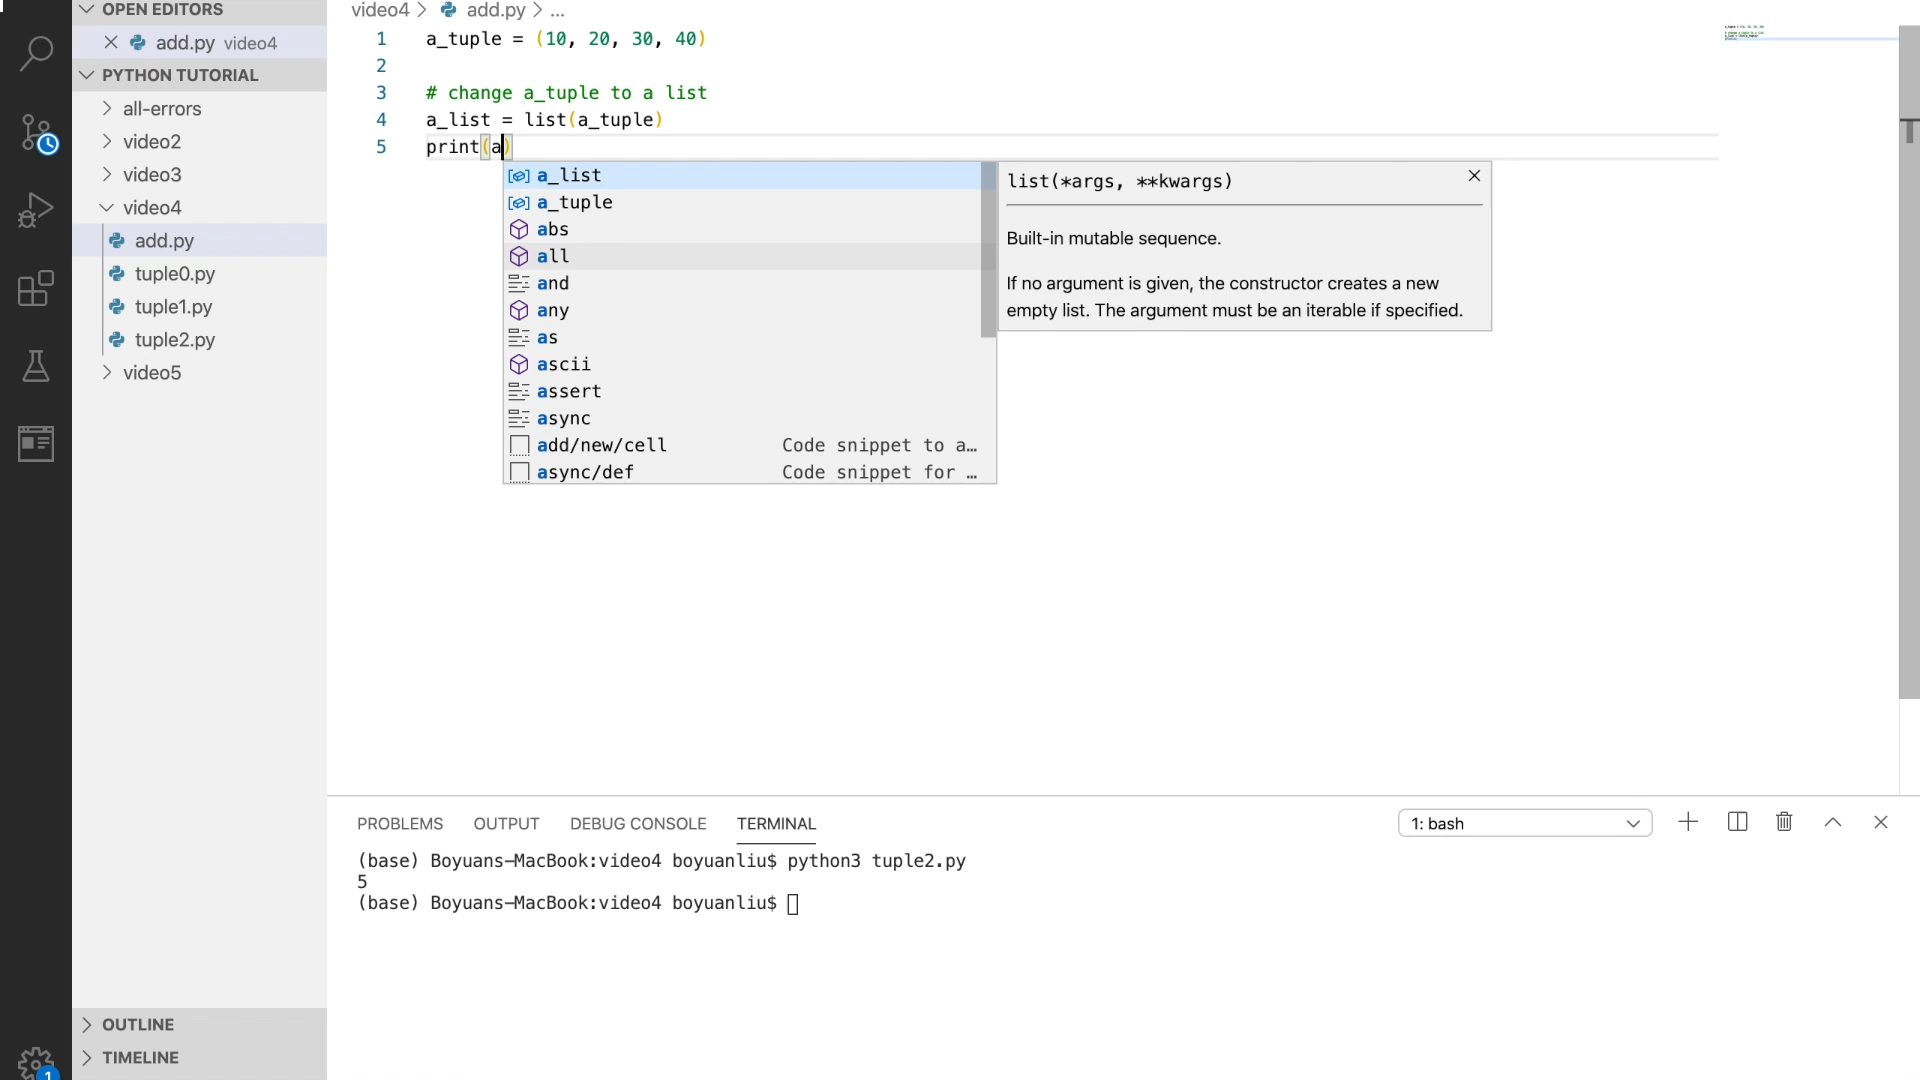 OPEN EDITORS
add.py video4
PYTHON TUTORIAL
all-errors
video2
video3
video4
add.py
tuple0.py
tuple1.py
tuple2.py
video5
OUTLINE
TIMELINE
1
video4 > add.py > ...
1 a_tuple = (10, 20, 30, 40)
2
3 # change a_tuple to a list
4 a_list = list(a_tuple)
5 print(a)
a_list
a_tuple
abs
all
and
any
as
ascii
assert
async
add/new/cell Code snippet to a…
async/def Code snippet for …
list(*args, **kwargs)
Built-in mutable sequence.
If no argument is given, the constructor creates a new
empty list. The argument must be an iterable if specified.
PROBLEMS OUTPUT DEBUG CONSOLE TERMINAL 1: bash
(base) Boyuans-MacBook:video4 boyuanliu$ python3 tuple2.py
5
(base) Boyuans-MacBook:video4 boyuanliu$